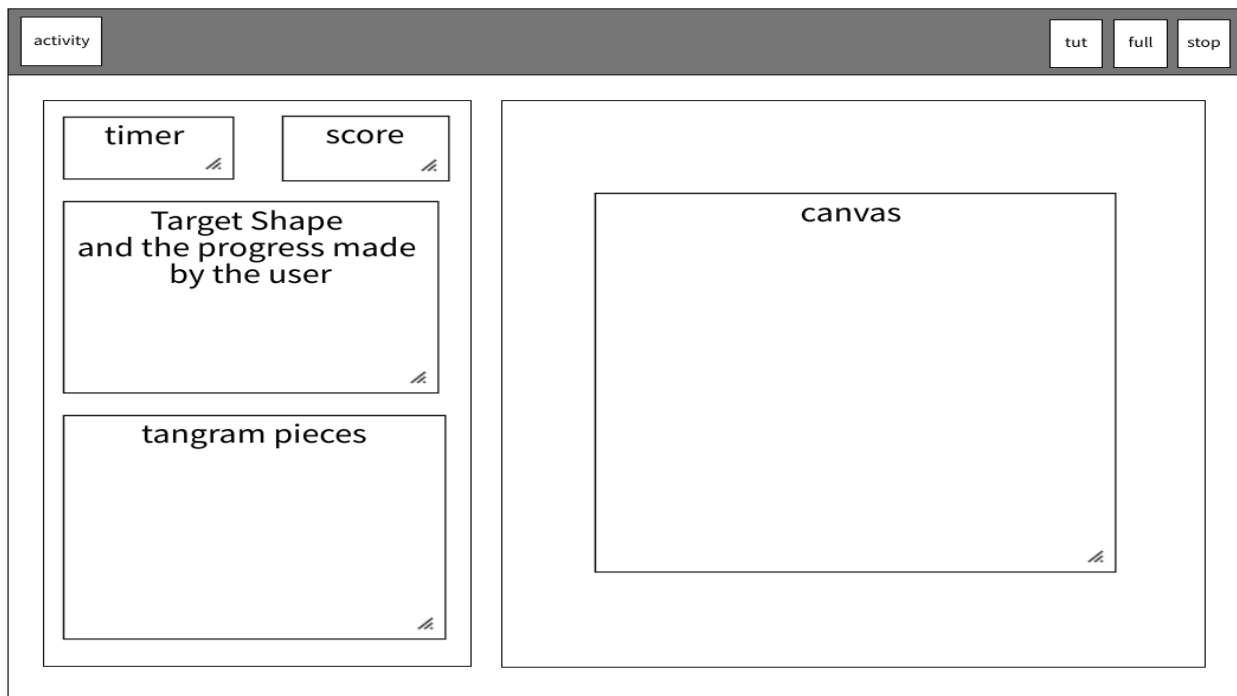 activity
tut
full
stop
timer
score
Target Shape
and the progress made
by the user
tangram pieces
canvas